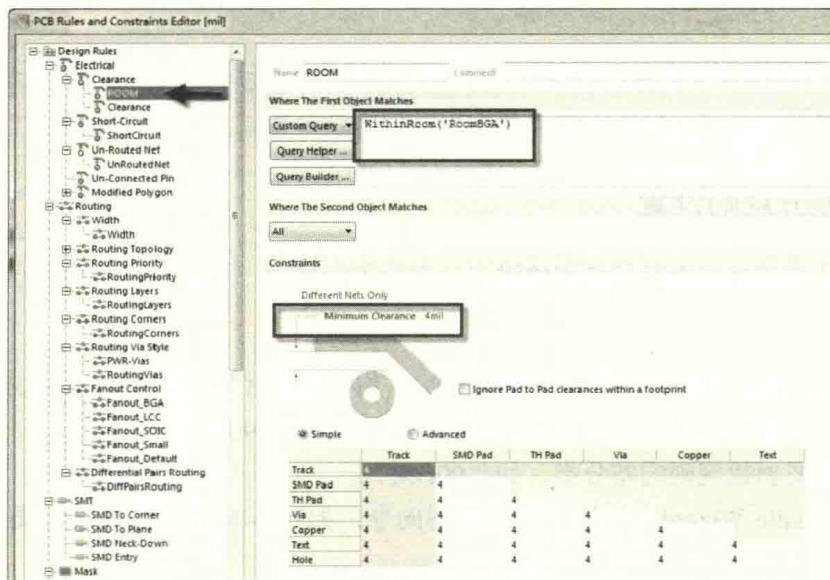 PCB Rules and Constraints Editor [mil]
Design Rules
Electrical
Clearance
ROOM
Clearance
Short-Circuit
ShortCircuit
Un-Routed Net
UnRoutedNet
Un-Connected Pin
Modified Polygon
Routing
Width
Width
Routing Topology
Routing Priority
RoutingPriority
Routing Layers
RoutingLayers
Routing Corners
RoutingCorners
Routing Via Style
PWR-Vias
RoutingVias
Fanout Control
Fanout_BGA
Fanout_LCC
Fanout_SOIC
Fanout_Small
Fanout_Default
Differential Pairs Routing
DiffPairsRouting
SMT
SMD To Corner
SMD To Plane
SMD Neck-Down
SMD Entry
Mask
Name ROOM Comment
Where The First Object Matches
Custom Query WithinRoom('RoomBGA')
Query Helper ...
Query Builder ...
Where The Second Object Matches
All
Constraints
Different Nets Only
Minimum Clearance 4mil
Ignore Pad to Pad clearances within a footprint
Simple Advanced
Track SMD Pad TH Pad Via Copper Text
Track
SMD Pad 4 4
TH Pad 4 4 4
Via 4 4 4 4
Copper 4 4 4 4 4
Text 4 4 4 4 4 4
Hole 4 4 4 4 4 4